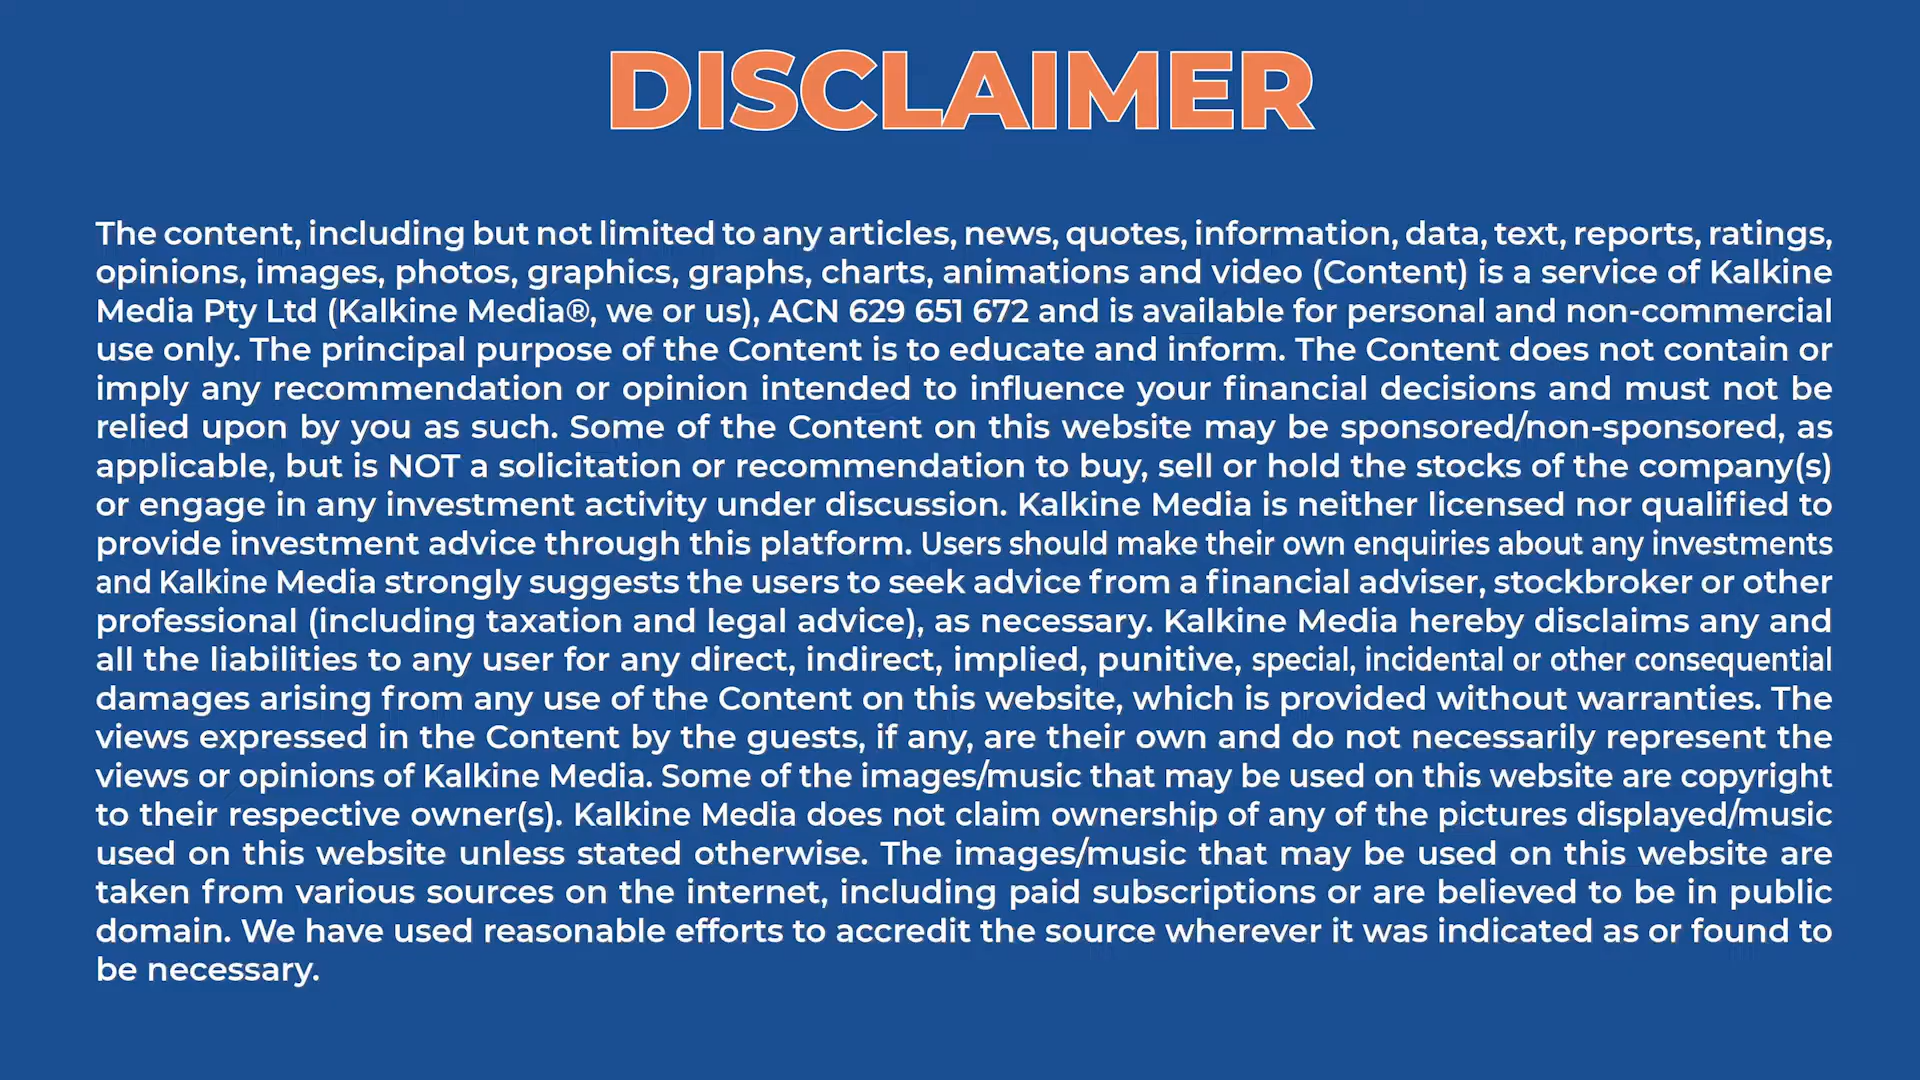 DISCLAIMER
The content, including but not limited to any articles, news, quotes, information, data, text, reports, ratings,
opinions, images, photos, graphics, graphs, charts, animations and video (Content) is a service of Kalkine
Media Pty Ltd (Kalkine Media®, we or us), ACN 629 651 672 and is available for personal and non-commercial
use only. The principal purpose of the Content is to educate and inform. The Content does not contain or
imply any recommendation or opinion intended to influence your financial decisions and must not be
relied upon by you as such. Some of the Content on this website may be sponsored/non-sponsored, as
applicable, but is NOT a solicitation or recommendation to buy, sell or hold the stocks of the company(s)
or engage in any investment activity under discussion. Kalkine Media is neither licensed nor qualified to
provide investment advice through this platform. Users should make their own enquiries about any investments
and Kalkine Media strongly suggests the users to seek advice from a financial adviser, stockbroker or other
professional (including taxation and legal advice), as necessary. Kalkine Media hereby disclaims any and
all the liabilities to any user for any direct, indirect, implied, punitive, special, incidental or other consequential
damages arising from any use of the Content on this website, which is provided without warranties. The
views expressed in the Content by the guests, if any, are their own and do not necessarily represent the
views or opinions of Kalkine Media. Some of the images/music that may be used on this website are copyright
to their respective owner(s). Kalkine Media does not claim ownership of any of the pictures displayed/music
used on this website unless stated otherwise. The images/music that may be used on this website are
taken from various sources on the internet, including paid subscriptions or are believed to be in public
domain. We have used reasonable efforts to accredit the source wherever it was indicated as or found to
be necessary.